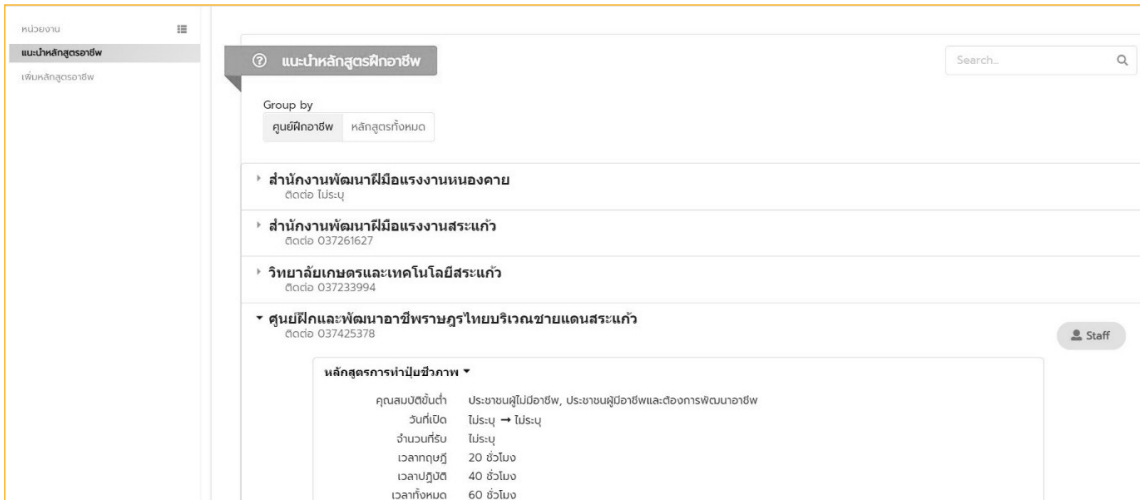 หน่วยงาน
แนะนำหลักสูตรอาชีพ
เพิ่มหลักสูตรอาชีพ
แนะนำหลักสูตรฝึกอาชีพ
Search...
Group by
ศูนย์ฝึกอาชีพ หลักสูตรทั้งหมด
สำนักงานพัฒนาฝีมือแรงงานหนองคาย
ติดต่อ ไม่ระบุ
สำนักงานพัฒนาฝีมือแรงงานสระแก้ว
ติดต่อ 037261627
วิทยาลัยเกษตรและเทคโนโลยีสระแก้ว
ติดต่อ 037233994
ศูนย์ฝึกและพัฒนาอาชีพราษฎรไทยบริเวณชายแดนสระแก้ว
ติดต่อ 037425378
Staff
หลักสูตรการทำปุ๋ยชีวภาพ
คุณสมบัติขั้นต่ำ ประชาชนผู้ไม่มีอาชีพ, ประชาชนผู้มีอาชีพและต้องการพัฒนาอาชีพ
วันที่เปิด ไม่ระบุ → ไม่ระบุ
จำนวนที่รับ ไม่ระบุ
เวลาทฤษฎี 20 ชั่วโมง
เวลาปฏิบัติ 40 ชั่วโมง
เวลาทั้งหมด 60 ชั่วโมง